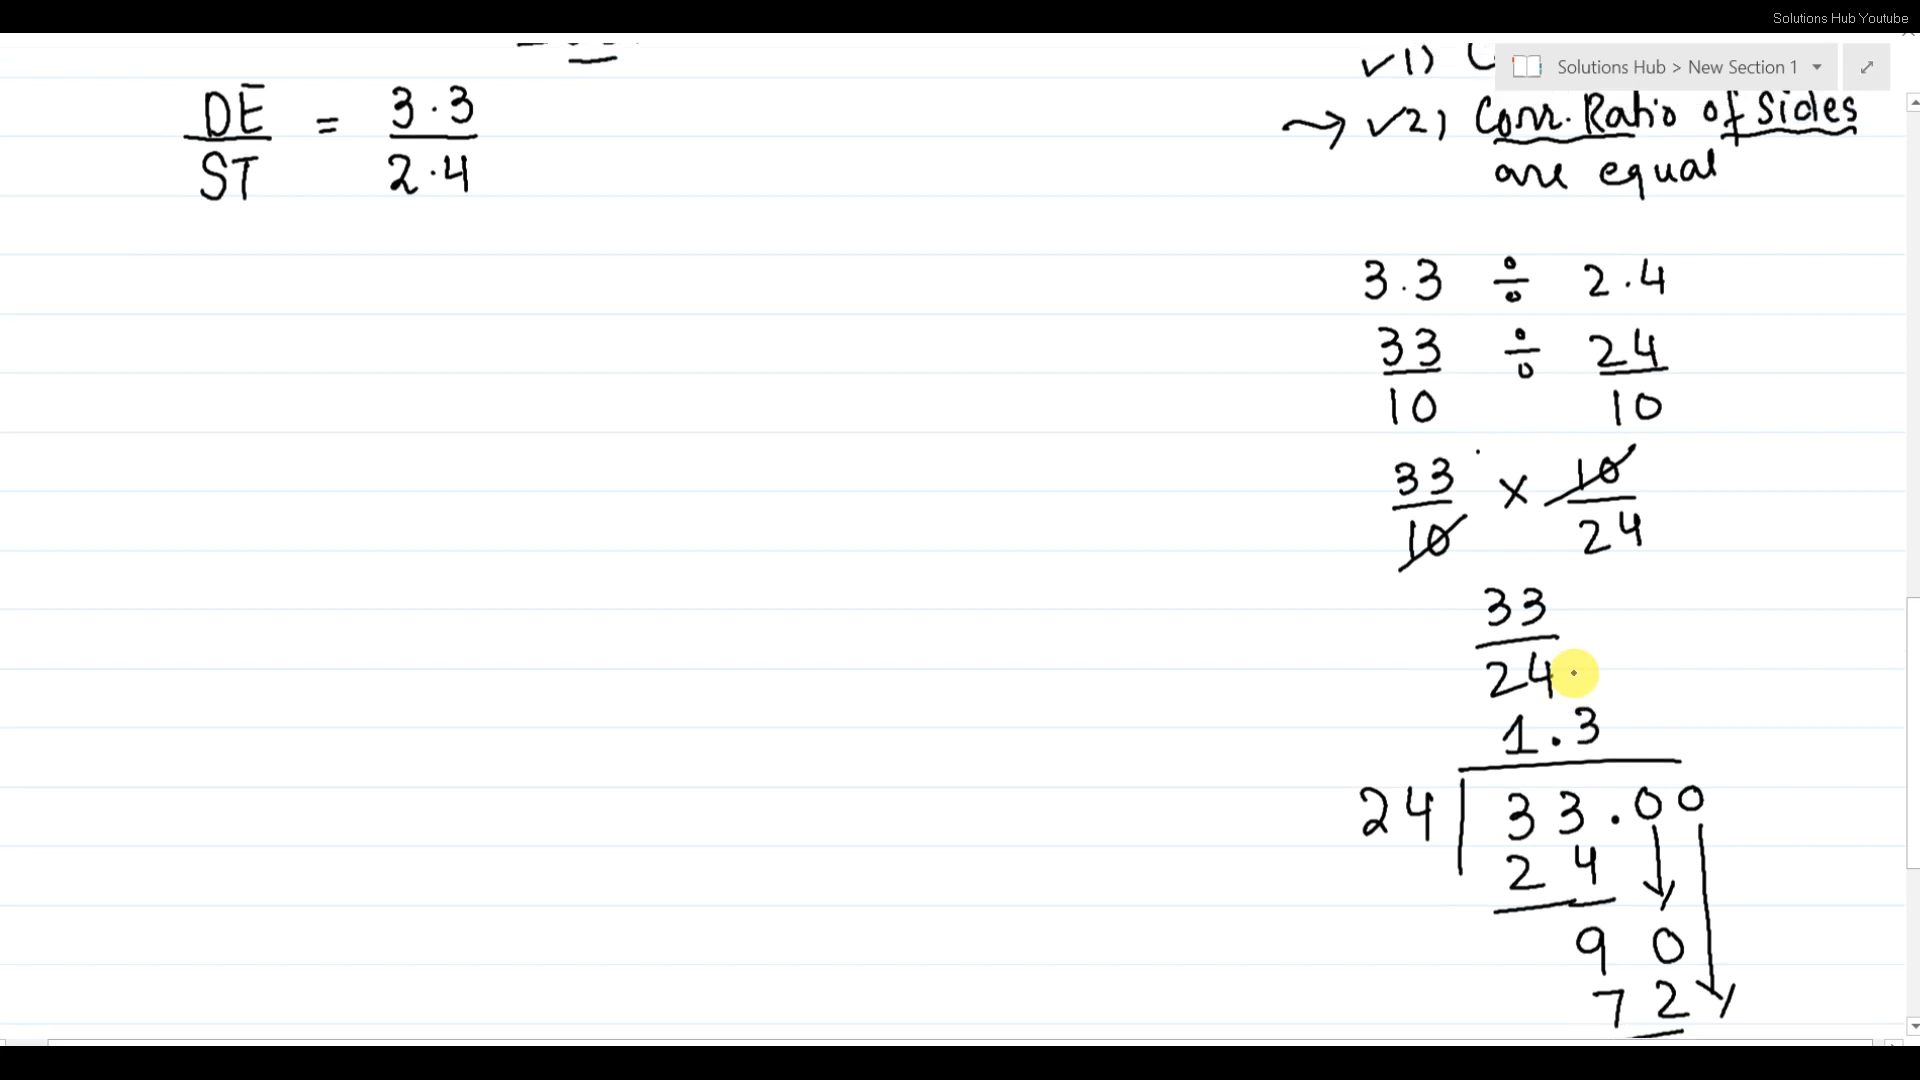 Solutions Hub Youtube
Solutions Hub > New Section 1
✓1)
DE/ST = 3.3/2.4
→ ✓2) Corr. Ratio of Sides
are equal
3.3 ÷ 2.4
33/10 ÷ 24/10
33/10 × 10/24
33/24
1.3
24 | 33.00
24
90
72